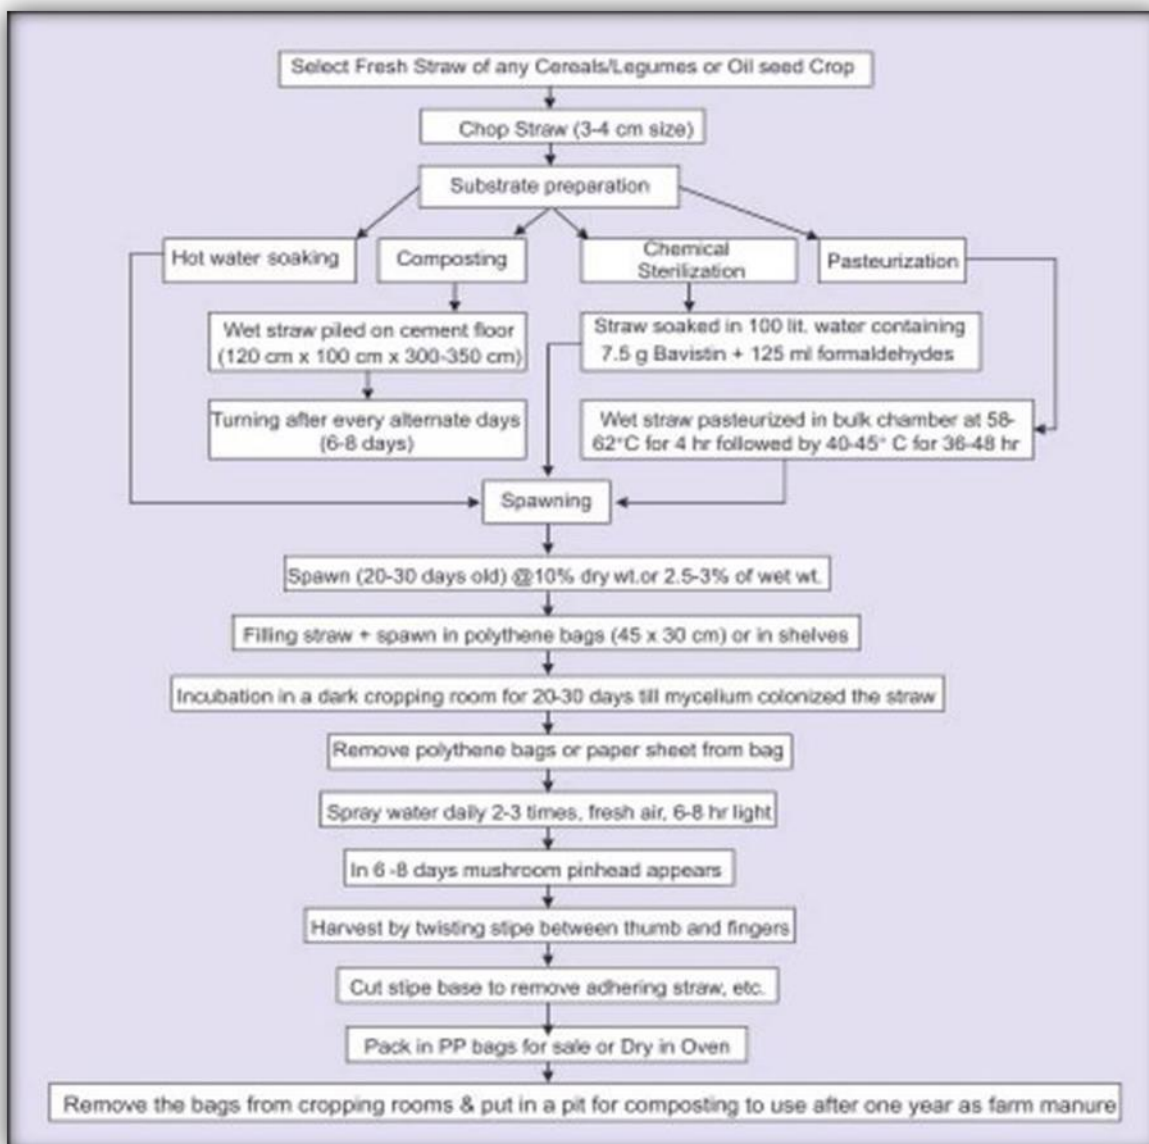 Select Fresh Straw of any Cereals/Legumes or Oil seed Crop
Chop Straw (3-4 cm size)
Substrate preparation
Hot water soaking
Composting
Chemical
Sterilization
Pasteurization
Wet straw piled on cement floor
(120 cm x 100 cm x 300-350 cm)
Straw soaked in 100 lit. water containing
7.5 g Bavistin + 125 ml formaldehydes
Turning after every alternate days
(6-8 days)
Wet straw pasteurized in bulk chamber at 58-
62°C for 4 hr followed by 40-45° C for 36-48 hr
Spawning
Spawn (20-30 days old) @10% dry wt.or 2.5-3% of wet wt.
Filling straw + spawn in polythene bags (45 x 30 cm) or in shelves
Incubation in a dark cropping room for 20-30 days till mycelium colonized the straw
Remove polythene bags or paper sheet from bag
Spray water daily 2-3 times, fresh air, 6-8 hr light
In 6 -8 days mushroom pinhead appears
Harvest by twisting stipe between thumb and fingers
Cut stipe base to remove adhering straw, etc.
Pack in PP bags for sale or Dry in Oven
Remove the bags from cropping rooms & put in a pit for composting to use after one year as farm manure